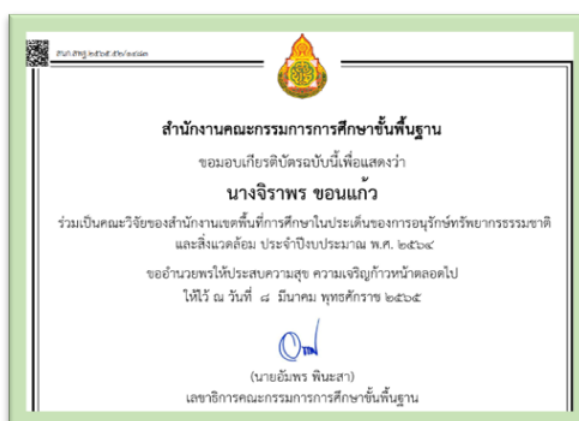 สำนักงานคณะกรรมการการศึกษาขั้นพื้นฐาน
ขอมอบเกียรติบัตรฉบับนี้เพื่อแสดงว่า
นางจิราพร ขอนแก้ว
ร่วมเป็นคณะวิจัยของสำนักงานเขตพื้นที่การศึกษาในประเด็นของการอนุรักษ์ทรัพยากรธรรมชาติ
และสิ่งแวดล้อม ประจำปีงบประมาณ พ.ศ. ๒๕๖๔
ขออำนวยพรให้ประสบความสุข ความเจริญก้าวหน้าตลอดไป
ให้ไว้ ณ วันที่ ๘ มีนาคม พุทธศักราช ๒๕๖๕
(นายอัมพร พินะสา)
เลขาธิการคณะกรรมการการศึกษาขั้นพื้นฐาน